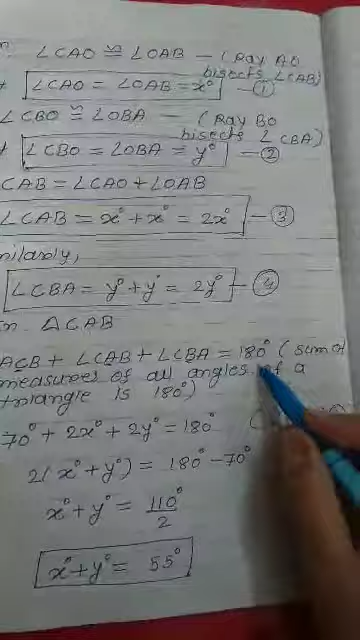 ∠CAO ≅ ∠OAB — (Ray AO
bisects ∠CAB)
∠CAO = ∠OAB = x° — ①
∠CBO ≅ ∠OBA — (Ray BO
bisects ∠CBA)
∠CBO = ∠OBA = y° — ②
CAB = ∠CAO + ∠OAB
∠CAB = x° + x° = 2x° — ③
milarly,
∠CBA = y° + y° = 2y° — ④
n. △CAB
ACB + ∠CAB + ∠CBA = 180° (sum of
measures of all angles of a
triangle is 180°)
70° + 2x° + 2y° = 180°
2(x° + y°) = 180° - 70°
x° + y° = 110°/2
x° + y° = 55°